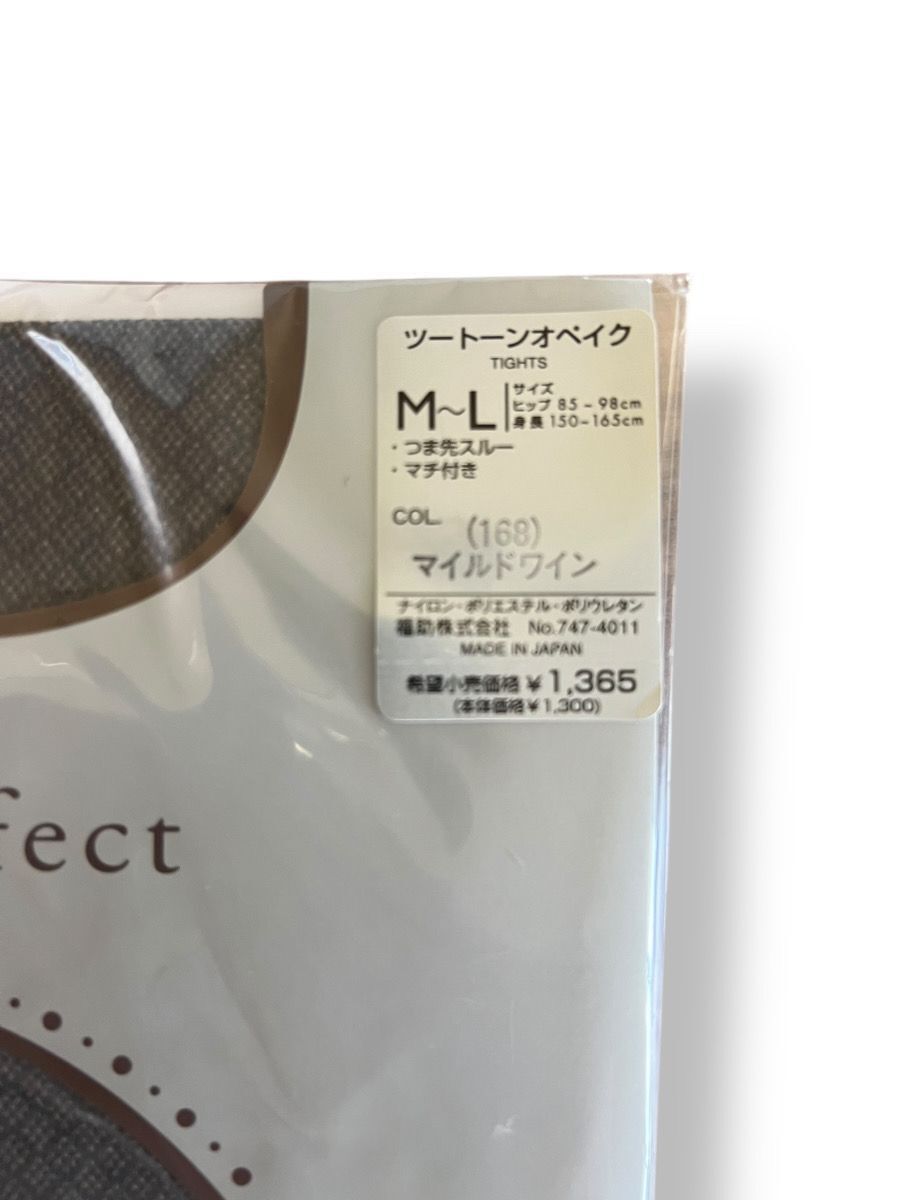 ツートーンオペイク
TIGHTS
M～L
サイズ
ヒップ 85－98cm
身長 150－165cm
・つま先スルー
・マチ付き
COL.
(168)
マイルドワイン
ナイロン・ポリエステル・ポリウレタン
福助株式会社 No.747-4011
MADE IN JAPAN
希望小売価格 ¥1,365
(本体価格¥1,300)
fect